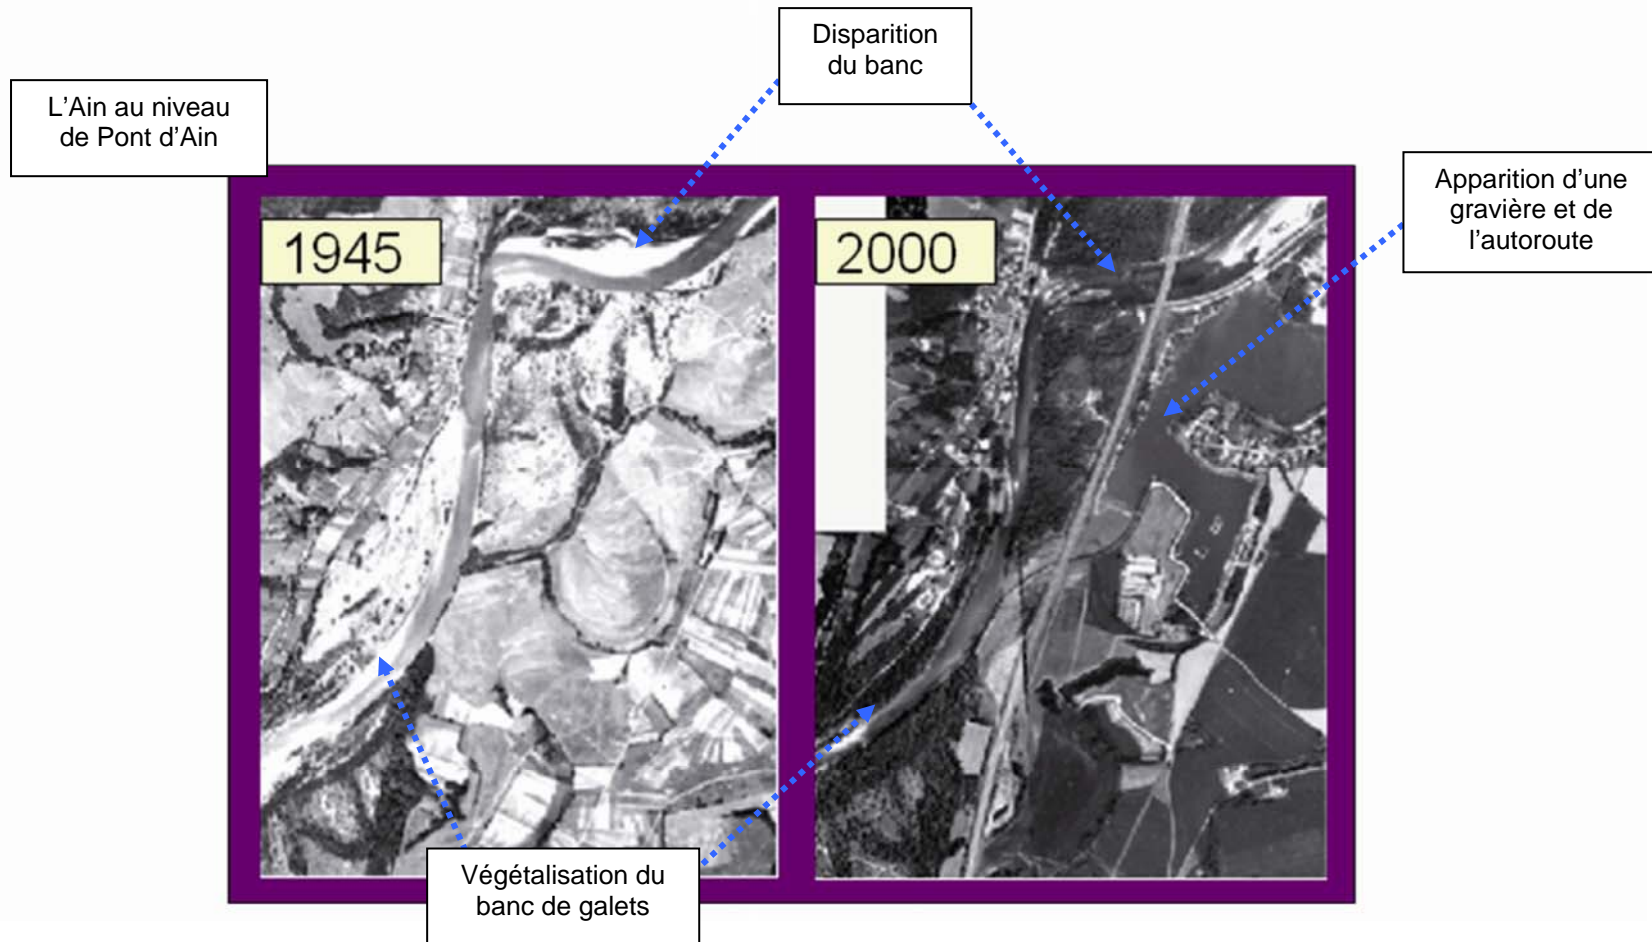 Disparition
du banc
L'Ain au niveau
de Pont d'Ain
Apparition d'une
gravière et de
l'autoroute
1945
2000
Végétalisation du
banc de galets